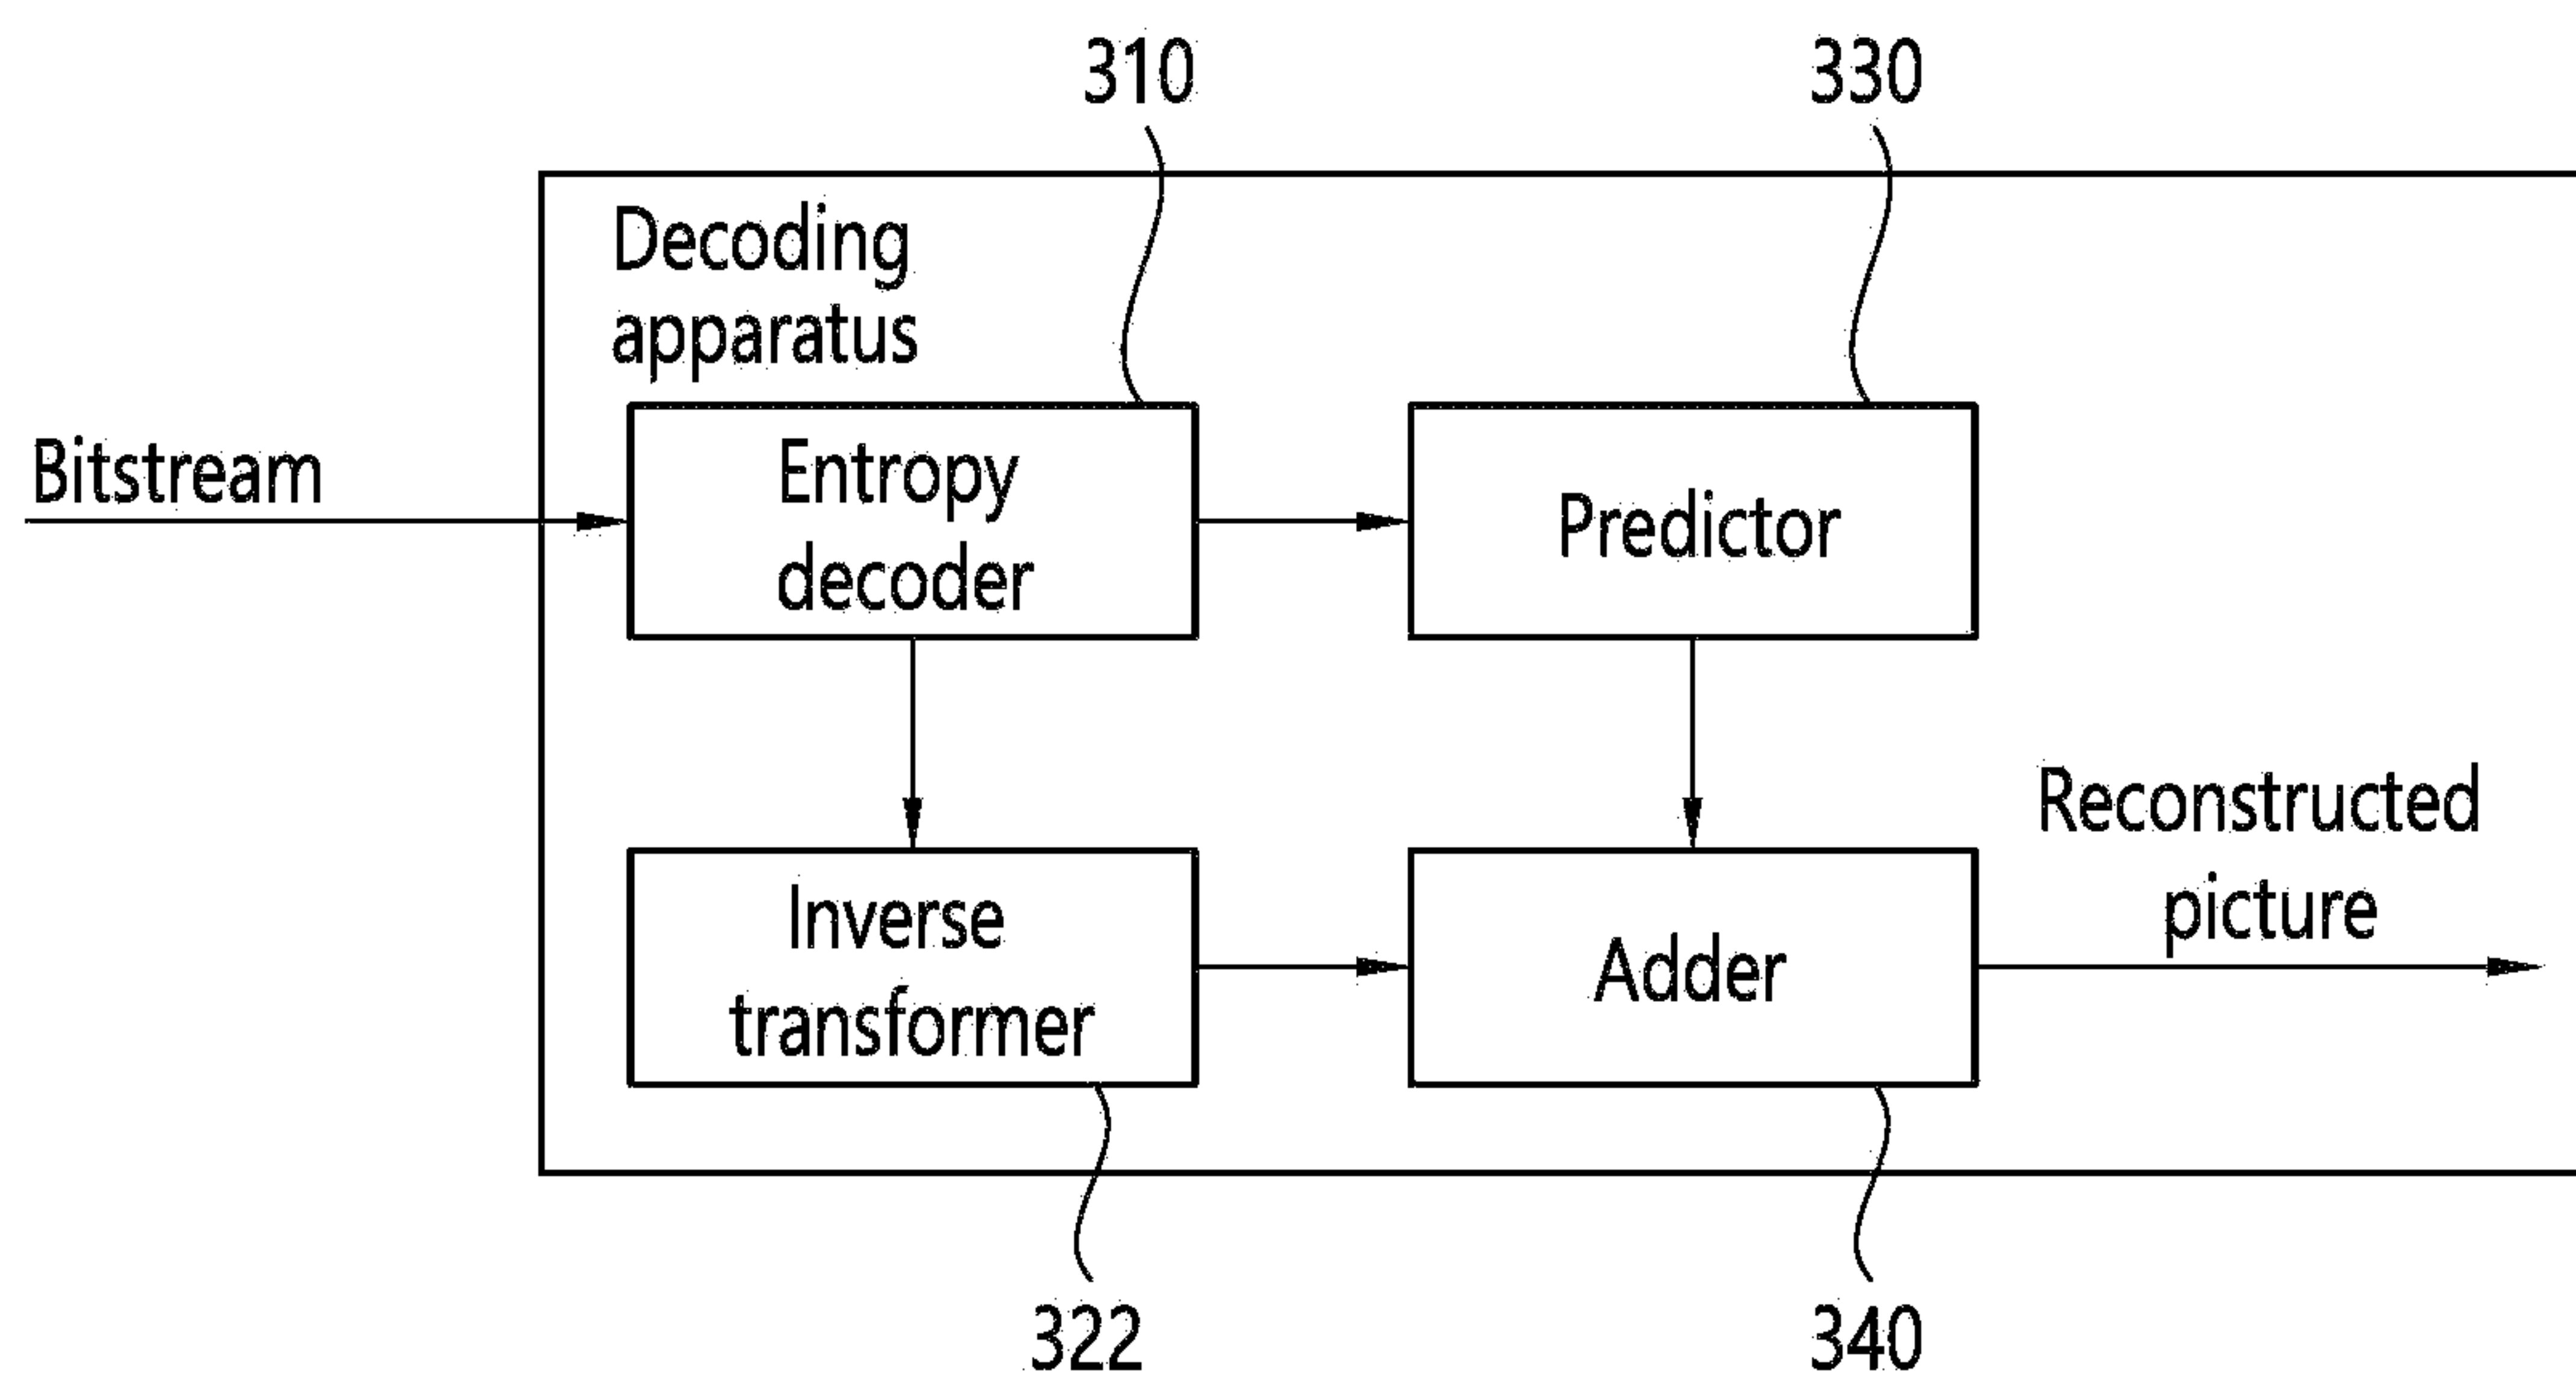 310
330
Decoding
apparatus
Bitstream
Entropy
decoder
Predictor
Inverse
transformer
Adder
Reconstructed
picture
322
340